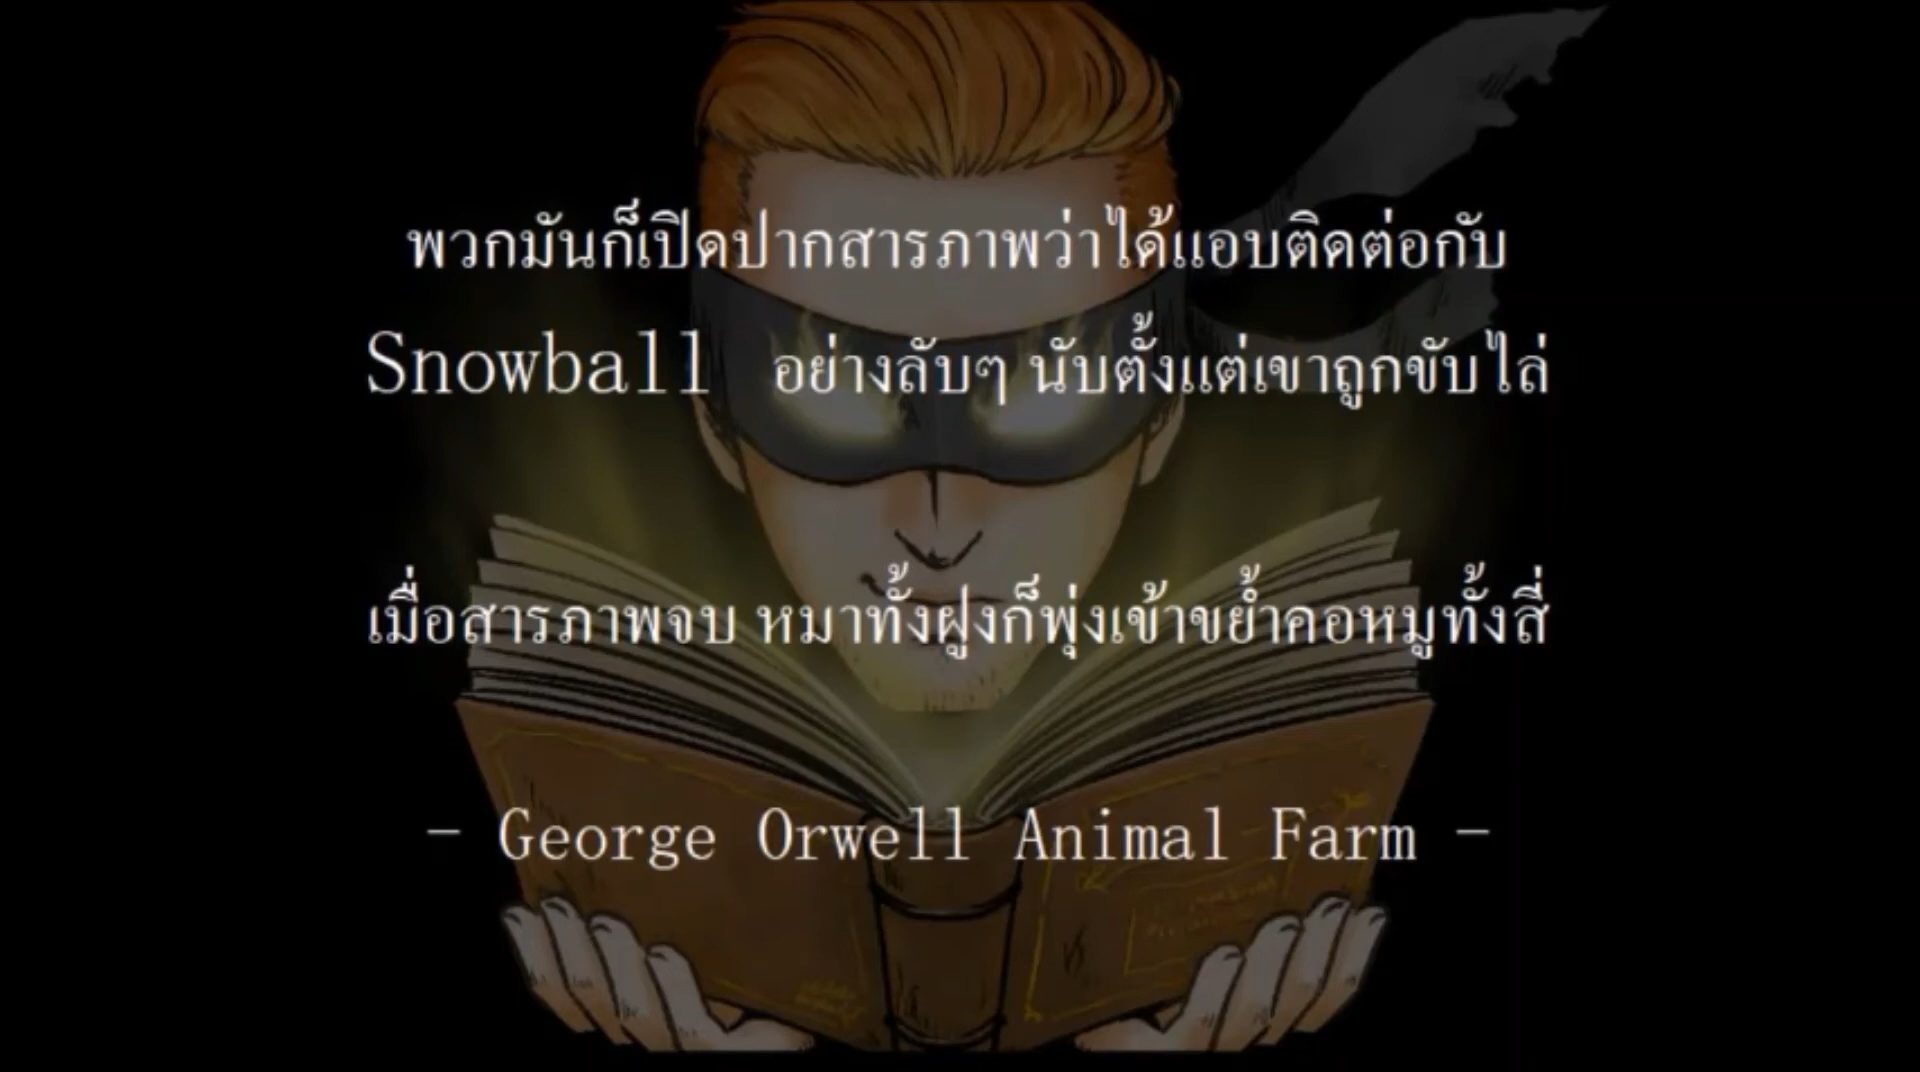 พวกมันก็เปิดปากสารภาพว่าได้แอบติดต่อกับ
Snowball อย่างลับๆ นับตั้งแต่เขาถูกขับไล่
เมื่อสารภาพจบ หมาทั้งฝูงก็พุ่งเข้าขย้ำคอหมูทั้งสี่
- George Orwell Animal Farm -